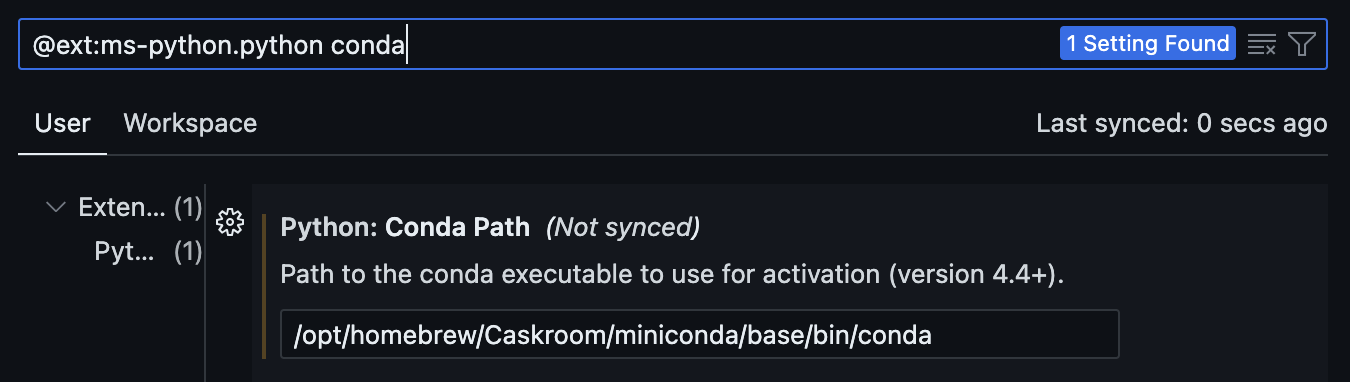 @ext:ms-python.python conda
1 Setting Found
User Workspace
Last synced: 0 secs ago
Exten... (1)
Pyt... (1)
Python: Conda Path (Not synced)
Path to the conda executable to use for activation (version 4.4+).
/opt/homebrew/Caskroom/miniconda/base/bin/conda